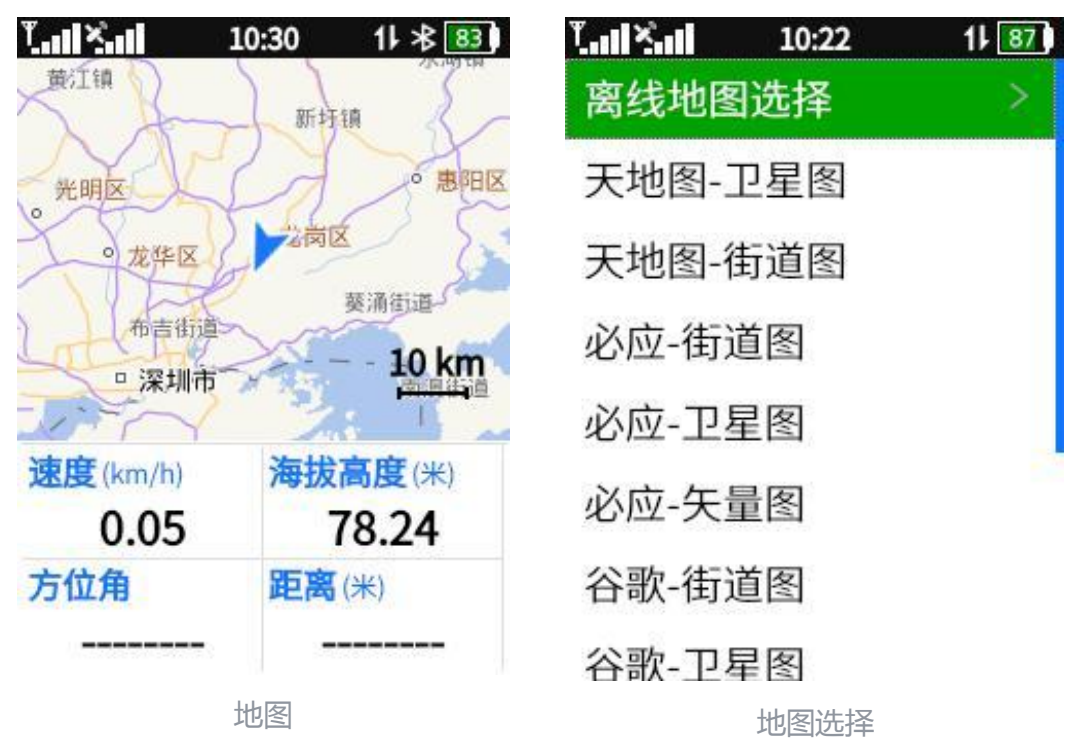 10:30
83
黄江镇
新圩镇
光明区
惠阳区
龙岗区
龙华区
葵涌街道
布吉街道
10 km
深圳市
速度(km/h)
海拔高度(米)
0.05
78.24
方位角
距离(米)
--------
--------
地图
10:22
87
离线地图选择 >
天地图-卫星图
天地图-街道图
必应-街道图
必应-卫星图
必应-矢量图
谷歌-街道图
谷歌-卫星图
地图选择